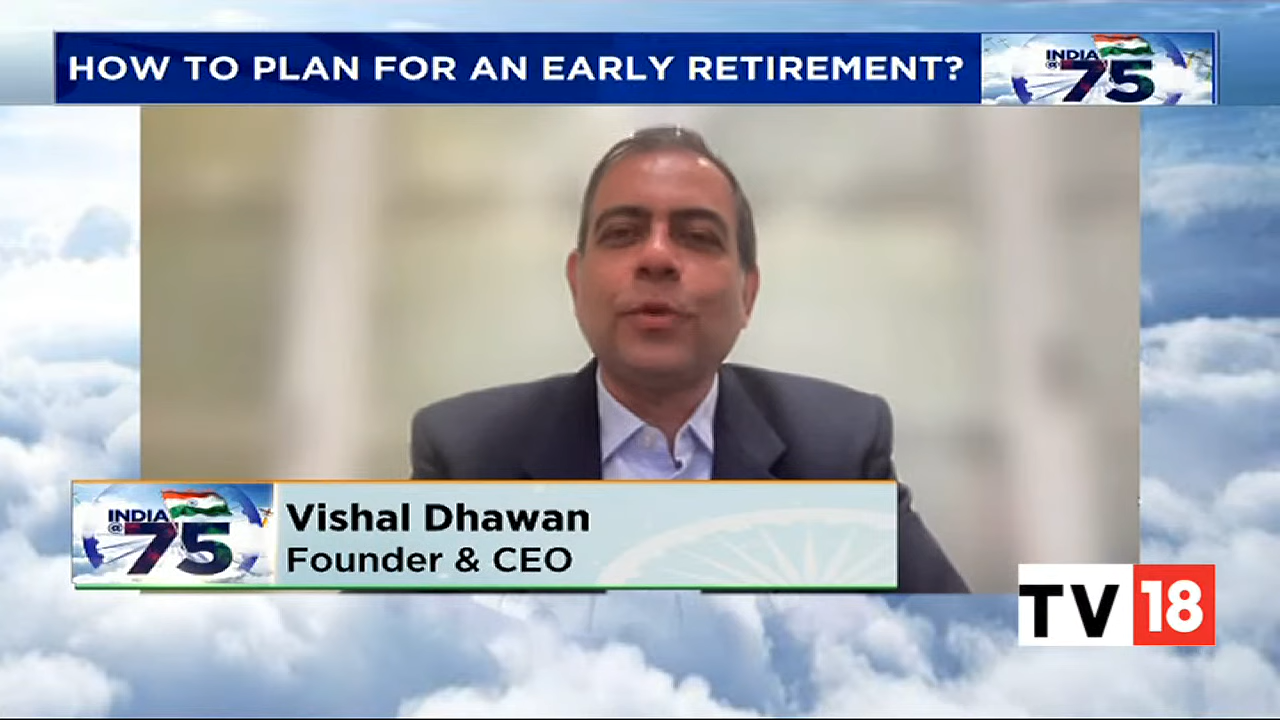 HOW TO PLAN FOR AN EARLY RETIREMENT?
INDIA
@75
INDIA
@75
Vishal Dhawan
Founder & CEO
TV18